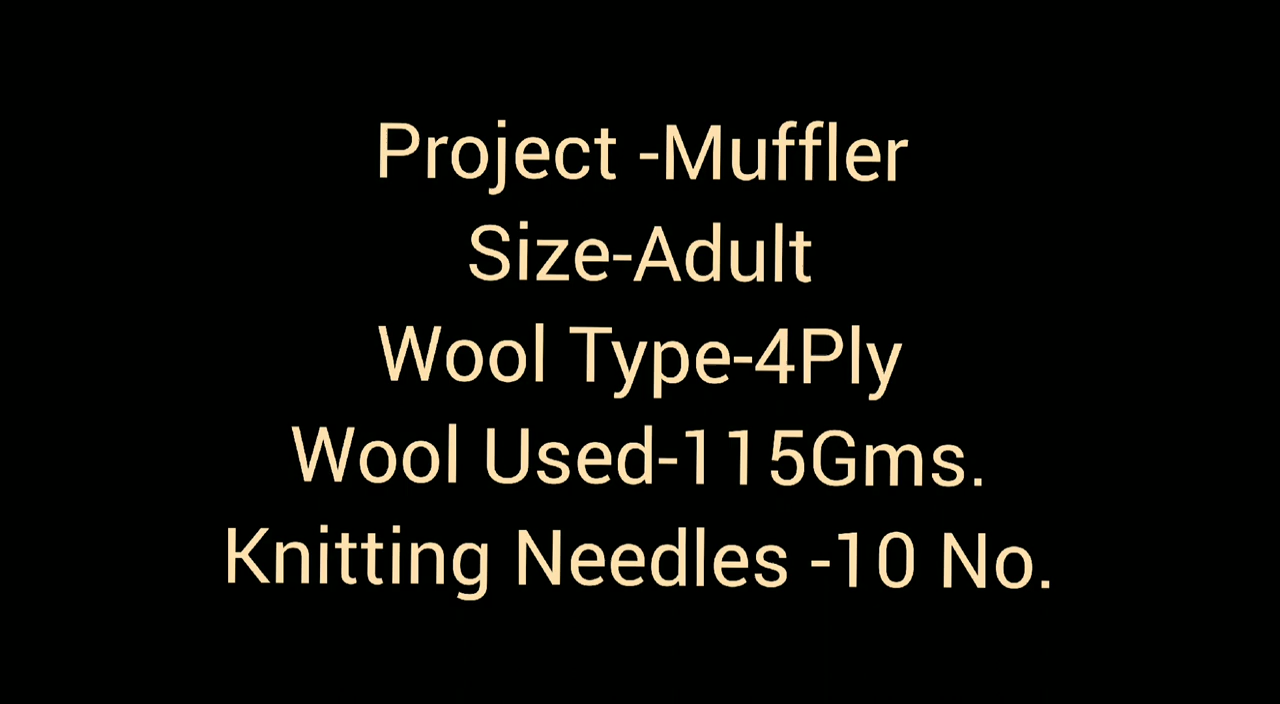 Project -Muffler
Size-Adult
Wool Type-4Ply
Wool Used-115Gms.
Knitting Needles -10 No.